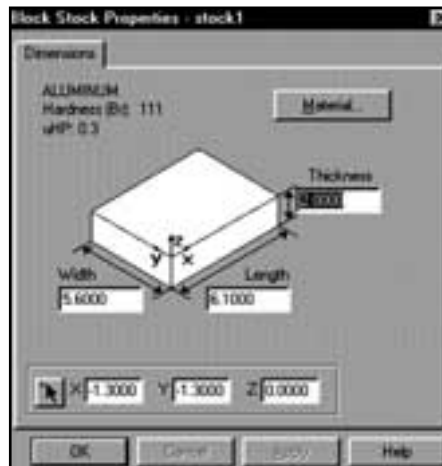 Block Stock Properties - stock1
Dimensions
ALUMINUM
Hardness (Br): 111
uHP: 0.3
Material...
Thickness
Z
Y X
Width Length
5.6000 6.1000
X -1.3000 Y -1.3000 Z 0.0000
OK Cancel Apply Help